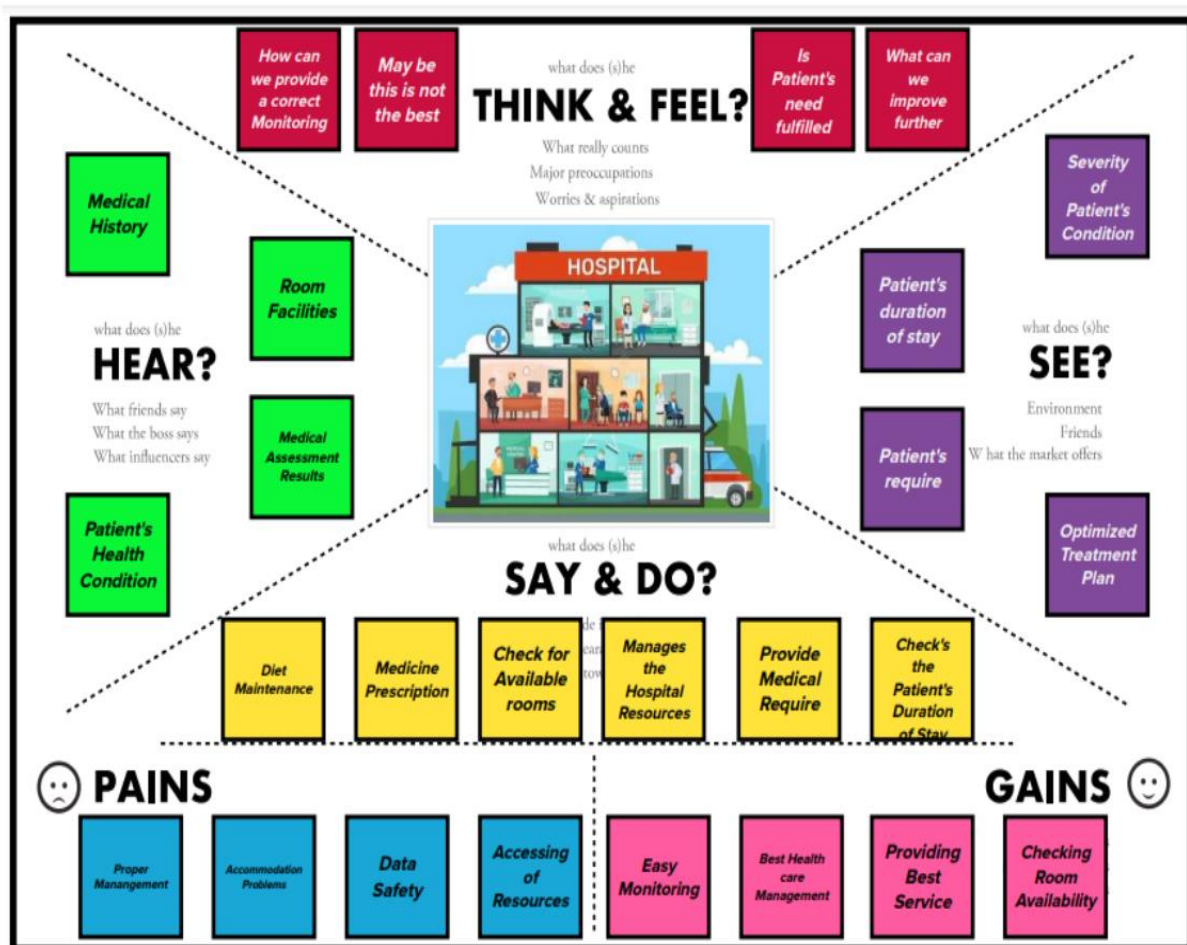 How can
we provide
a correct
Monitoring
May be
this is not
the best
what does (s)he
THINK & FEEL?
What really counts
Major preoccupations
Worries & aspirations
Is
Patient's
need
fulfilled
What can
we
improve
further
Medical
History
Room
Facilities
what does (s)he
HEAR?
What friends say
What the boss says
What influencers say
Medical
Assessment
Results
Patient's
Health
Condition
HOSPITAL
Severity
of
Patient's
Condition
Patient's
duration
of stay
what does (s)he
SEE?
Environment
Friends
W hat the market offers
Patient's
require
Optimized
Treatment
Plan
what does (s)he
SAY & DO?
Diet
Maintenance
Medicine
Prescription
Check for
Available
rooms
Manages
the
Hospital
Resources
Provide
Medical
Require
Check's
the
Patient's
Duration
of Stay
PAINS
Proper
Manangement
Accommodation
Problems
Data
Safety
Accessing
of
Resources
GAINS
Easy
Monitoring
Best Health
care
Management
Providing
Best
Service
Checking
Room
Availability